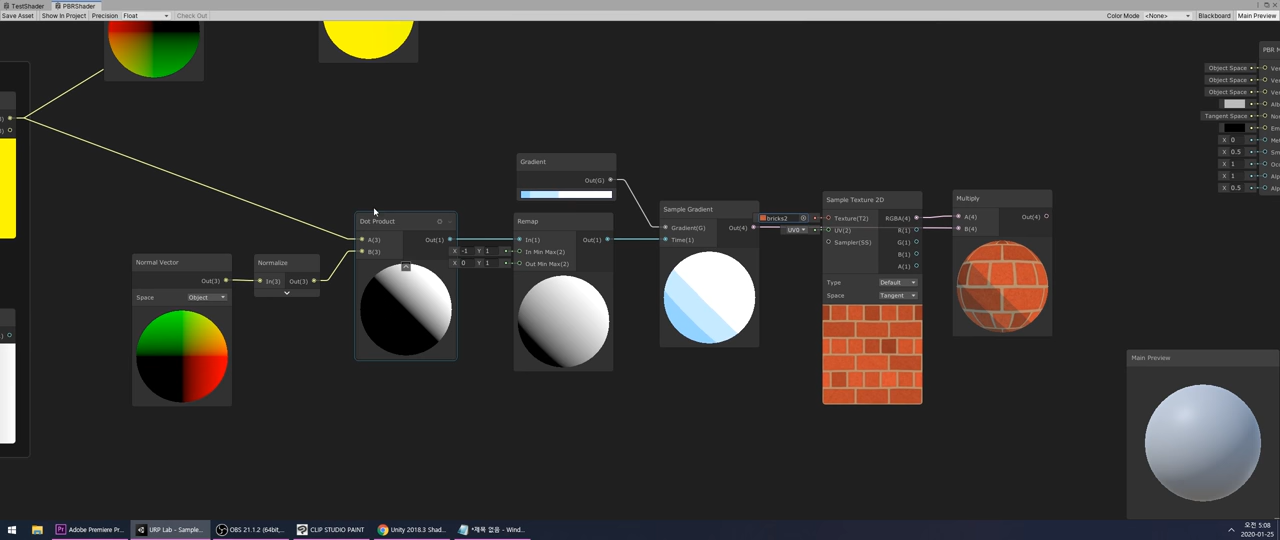 TestShader
PBRShader
Save Asset
Show In Project
Precision
Float
Check Out
Color Mode
<None>
Blackboard
Main Preview
PBR M
Object Space
Object Space
Object Space
Tangent Space
X 0
X 0.5
X 1
X 1
X 0.5
Gradient
Out(G)
Dot Product
A(3)
B(3)
Out(1)
Remap
In(1)
Out(1)
X -1 Y 1
In Min Max(2)
X 0 Y 1
Out Min Max(2)
Sample Gradient
Gradient(G)
Out(4)
Time(1)
bricks2
UV0
Sample Texture 2D
Texture(T2)
RGBA(4)
UV(2)
R(1)
Sampler(SS)
G(1)
B(1)
A(1)
Type
Default
Space
Tangent
Multiply
A(4)
Out(4)
B(4)
Normal Vector
Out(3)
Space
Object
Normalize
In(3)
Out(3)
Main Preview
Adobe Premiere Pr...
URP Lab - Sample...
OBS 21.1.2 (64bit,...
CLIP STUDIO PAINT
Unity 2018.3 Shad...
*제목 없음 - Wind...
오전 5:08
2020-01-25